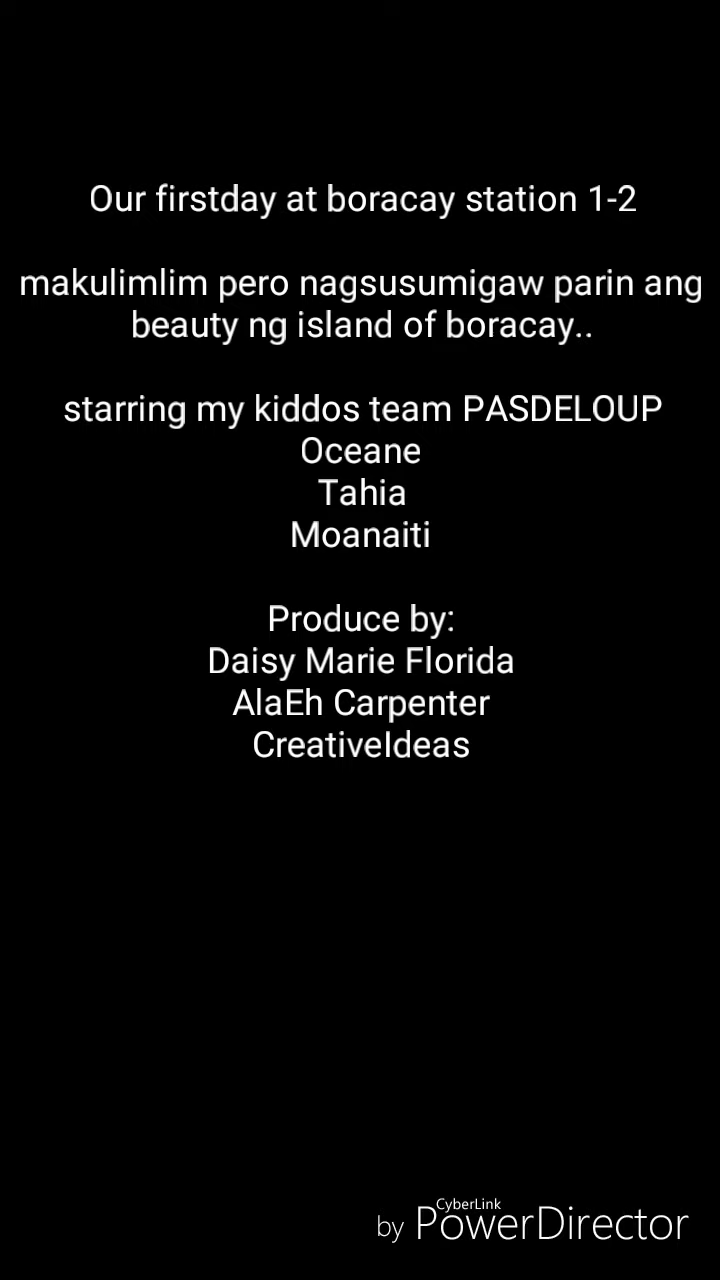 Our firstday at boracay station 1-2
makulimlim pero nagsusumigaw parin ang
beauty ng island of boracay..
starring my kiddos team PASDELOUP
Oceane
Tahia
Moanaiti
Produce by:
Daisy Marie Florida
AlaEh Carpenter
CreativeIdeas
CyberLink
by PowerDirector